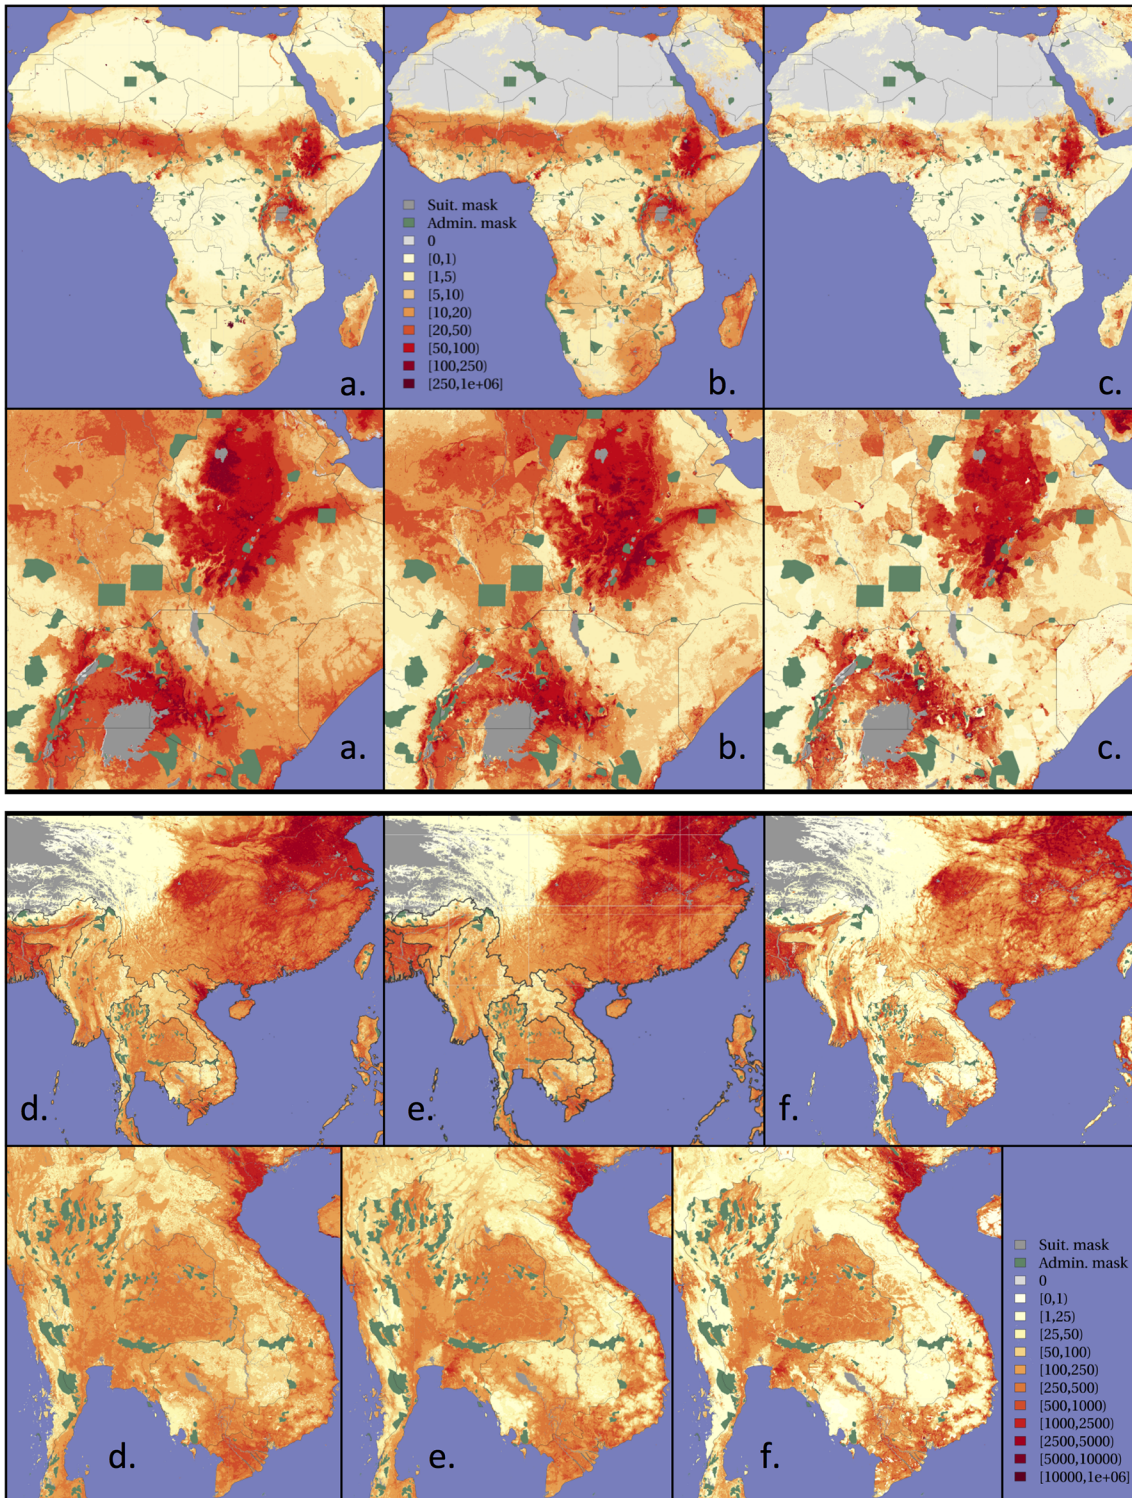 Suit. mask
Admin. mask
0
[0,1)
[1,5)
[5,10)
[10,20)
[20,50)
[50,100)
[100,250)
[250,1e+06]
a.
b.
c.
a.
b.
c.
d.
e.
f.
Suit. mask
Admin. mask
0
[0,1)
[1,25)
[25,50)
[50,100)
[100,250)
[250,500)
[500,1000)
[1000,2500)
[2500,5000)
[5000,10000)
[10000,1e+06]
d.
e.
f.